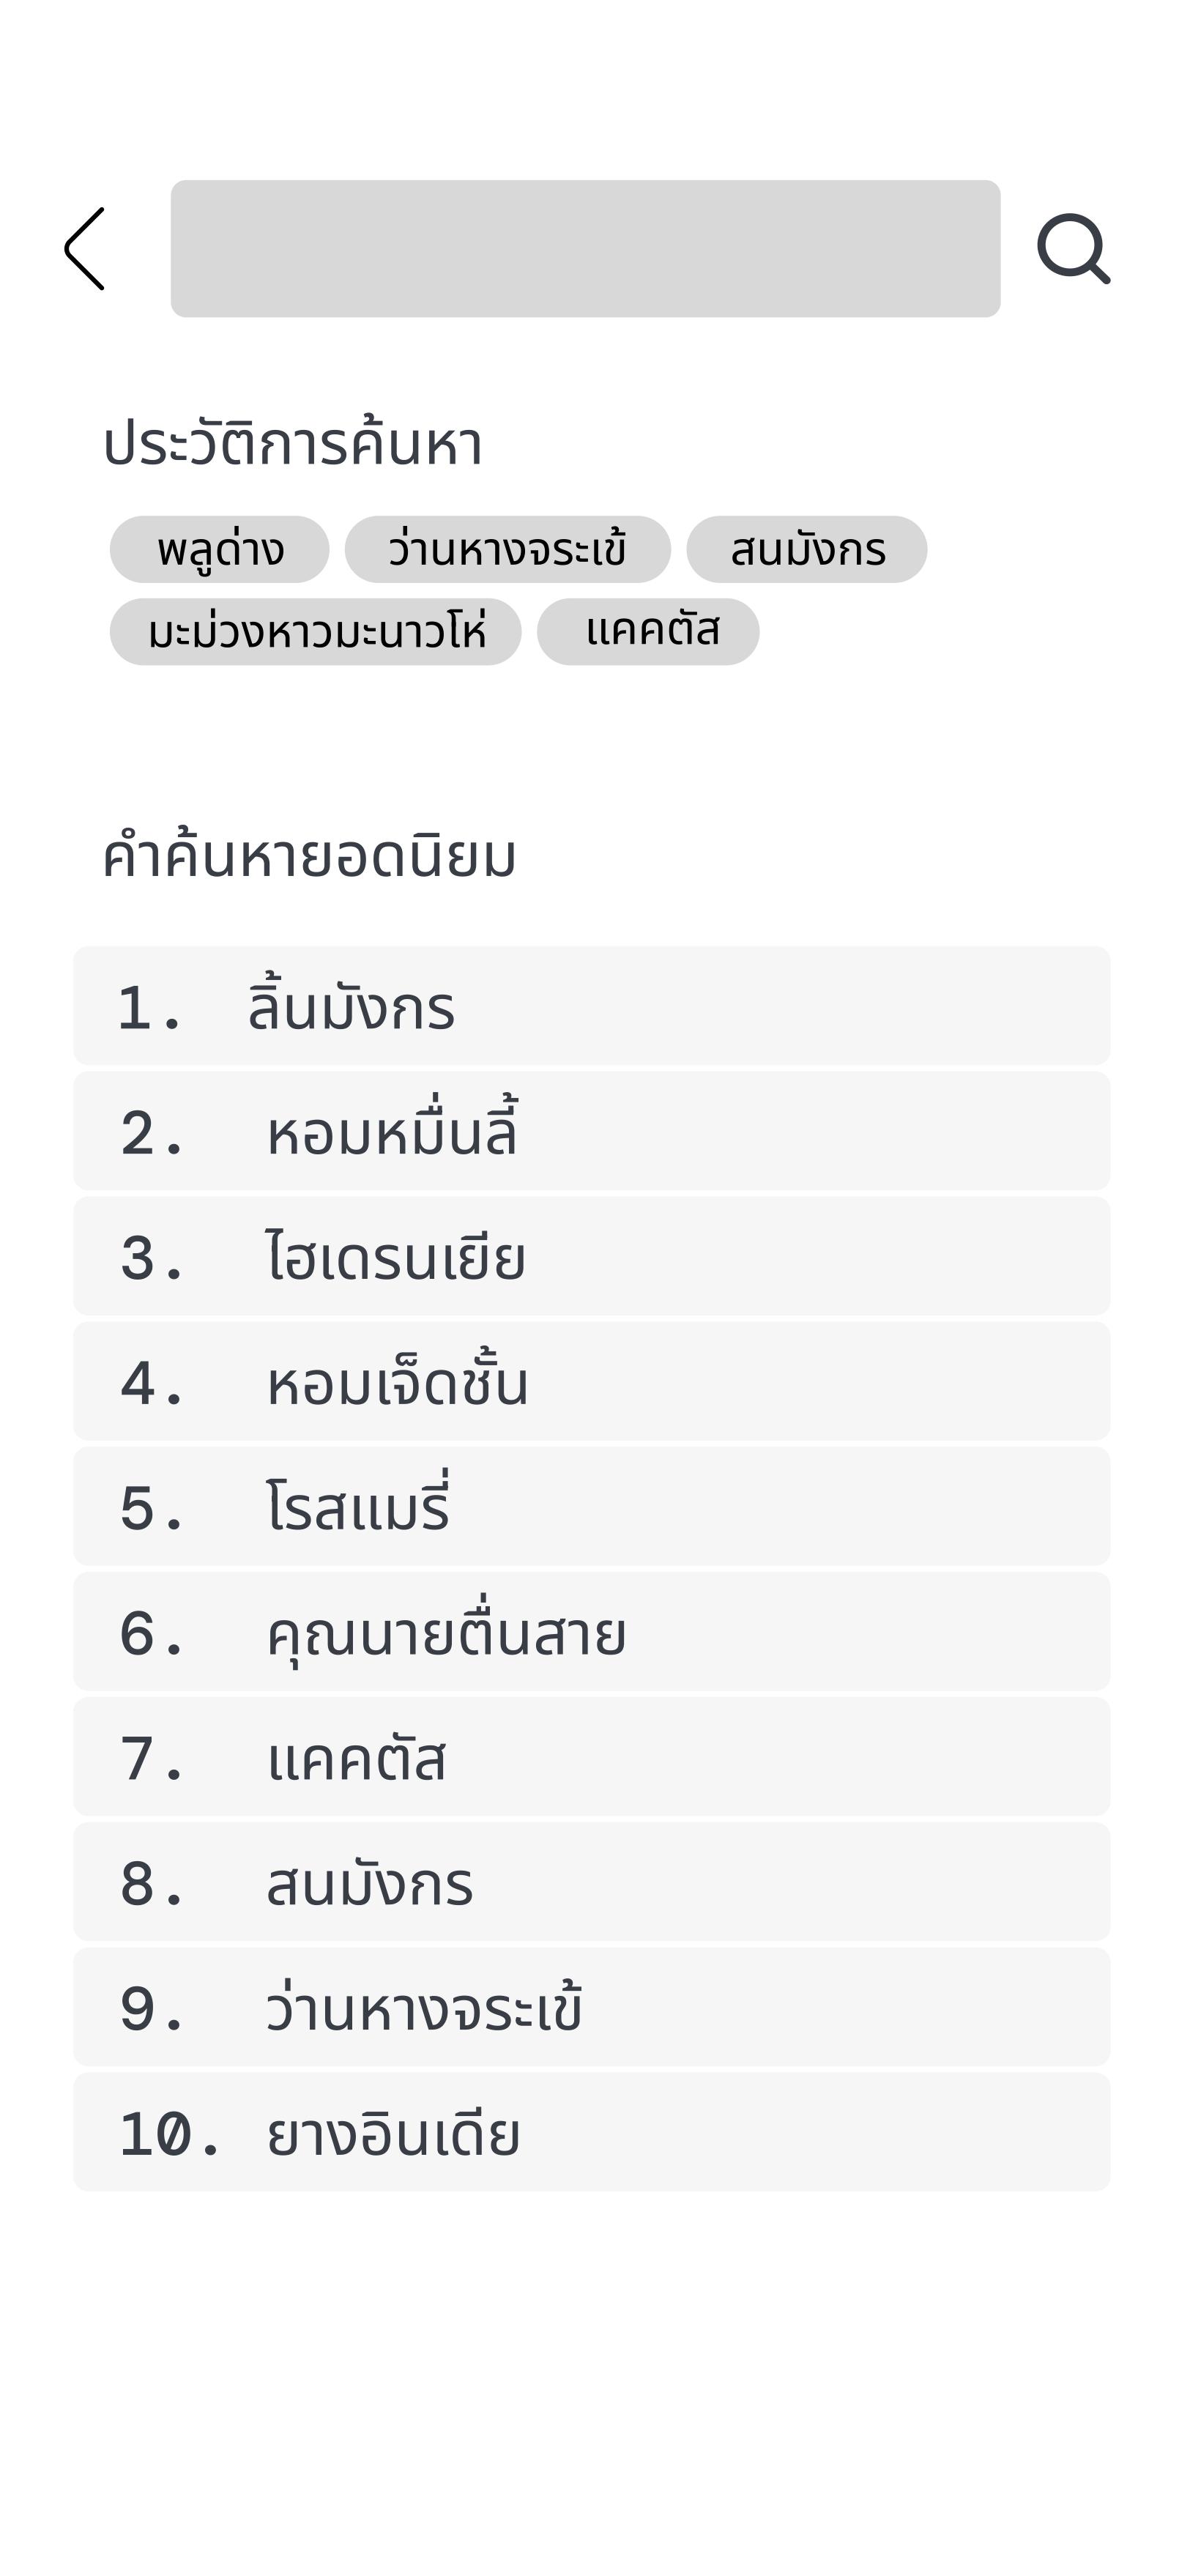 ประวัติการค้นหา
พลูด่าง ว่านหางจระเข้ สนมังกร
มะม่วงหาวมะนาวโห่ แคคตัส
คำค้นหายอดนิยม
1. ลิ้นมังกร
2. หอมหมื่นลี้
3. ไฮเดรนเยีย
4. หอมเจ็ดชั้น
5. โรสแมรี่
6. คุณนายตื่นสาย
7. แคคตัส
8. สนมังกร
9. ว่านหางจระเข้
10. ยางอินเดีย